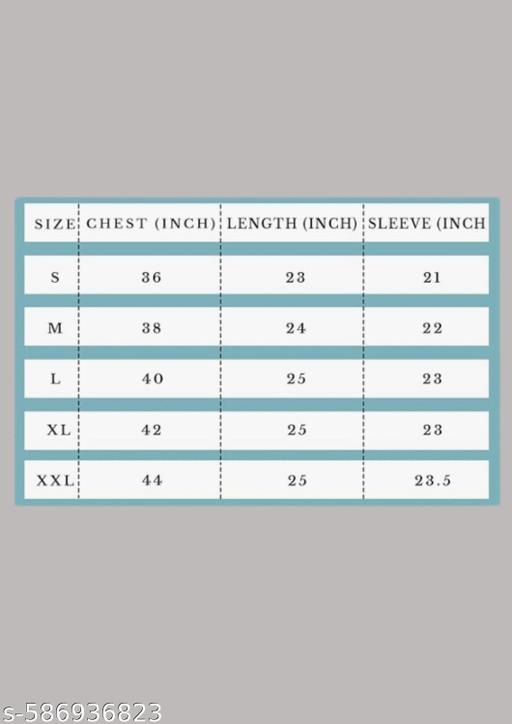 SIZE CHEST (INCH) LENGTH (INCH) SLEEVE (INCH
S 36 23 21
M 38 24 22
L 40 25 23
XL 42 25 23
XXL 44 25 23.5
s-586936823